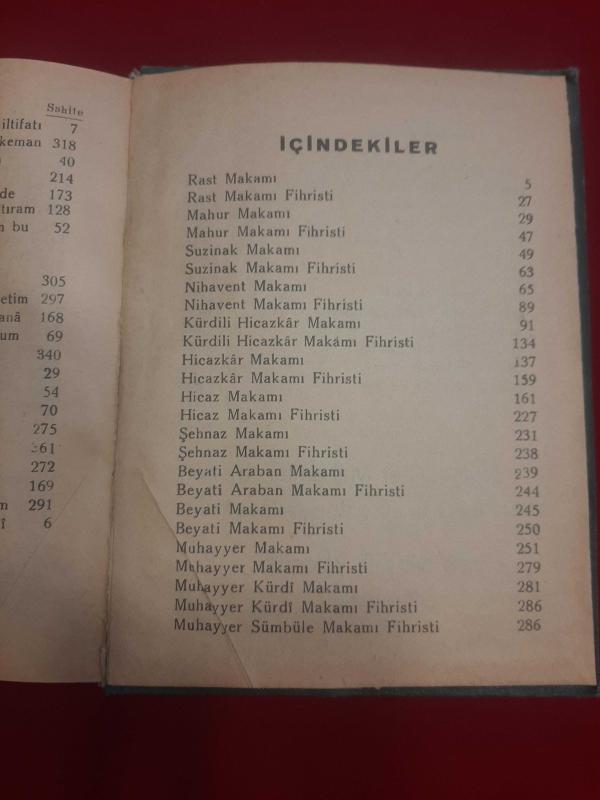 Sahife
iltifatı 7
keman 318
40
214
de 173
tıram 128
n bu 52
305
etim 297
anâ 168
um 69
340
29
54
70
275
361
272
169
m 291
î 6
İÇİNDEKİLER
Rast Makamı 5
Rast Makamı Fihristi 27
Mahur Makamı 29
Mahur Makamı Fihristi 47
Suzinak Makamı 49
Suzinak Makamı Fihristi 63
Nihavent Makamı 65
Nihavent Makamı Fihristi 89
Kürdili Hicazkâr Makamı 91
Kürdili Hicazkâr Makamı Fihristi 134
Hicazkâr Makamı 137
Hicazkâr Makamı Fihristi 159
Hicaz Makamı 161
Hicaz Makamı Fihristi 227
Şehnaz Makamı 231
Şehnaz Makamı Fihristi 238
Beyati Araban Makamı 239
Beyati Araban Makamı Fihristi 244
Beyati Makamı 245
Beyati Makamı Fihristi 250
Muhayyer Makamı 251
Muhayyer Makamı Fihristi 279
Muhayyer Kürdî Makamı 281
Muhayyer Kürdî Makamı Fihristi 286
Muhayyer Sümbüle Makamı Fihristi 286